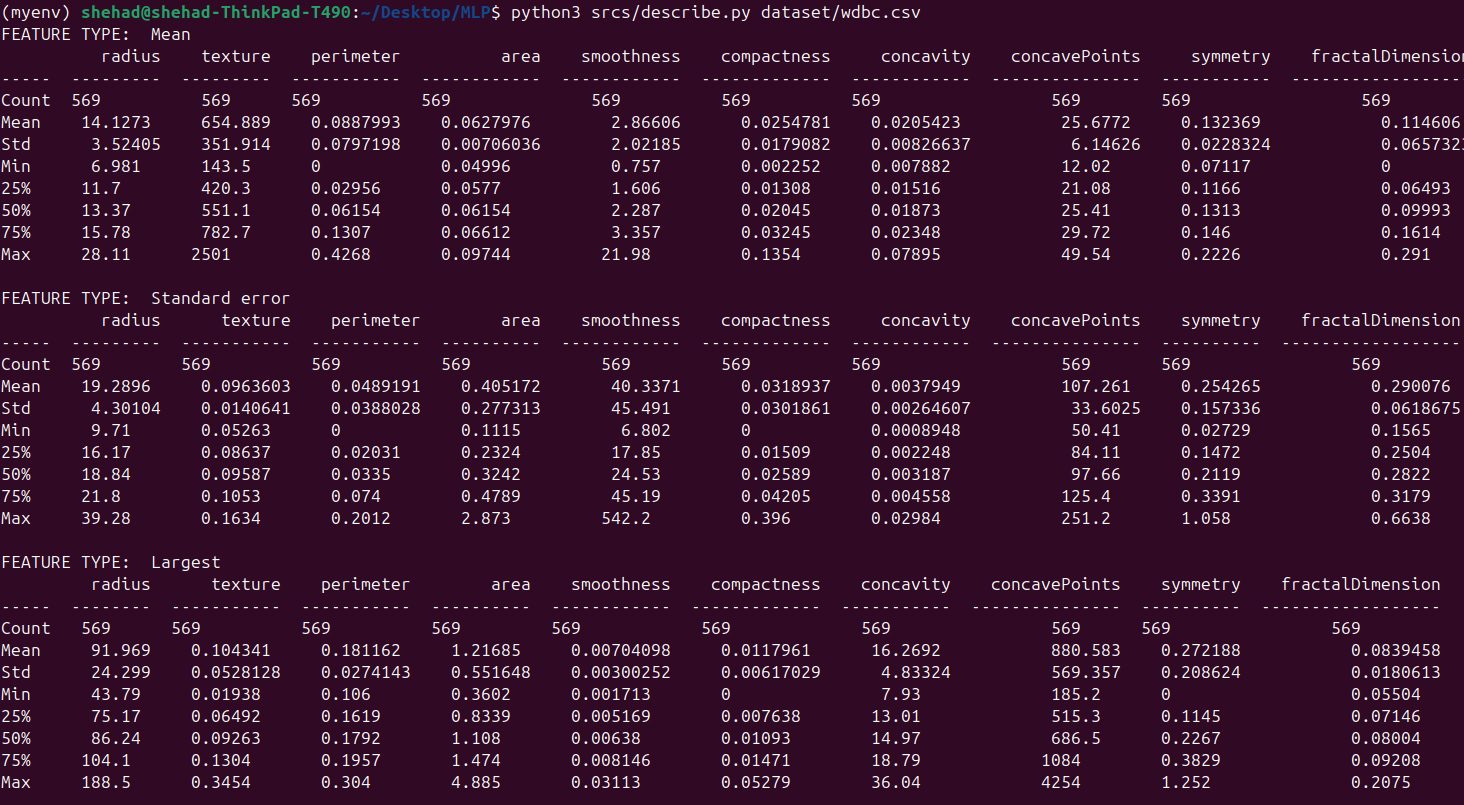 (myenv) shehad@shehad-ThinkPad-T490:~/Desktop/MLP$ python3 srcs/describe.py dataset/wdbc.csv
FEATURE TYPE:  Mean
radius texture perimeter area smoothness compactness concavity concavePoints symmetry fractalDimension
----- --------- --------- ----------- ------------ ----------- ------------- ------------ --------------- ----------- -----------------
Count 569 569 569 569 569 569 569 569 569 569
Mean 14.1273 654.889 0.0887993 0.0627976 2.86606 0.0254781 0.0205423 25.6772 0.132369 0.114606
Std 3.52405 351.914 0.0797198 0.00706036 2.02185 0.0179082 0.00826637 6.14626 0.0228324 0.0657323
Min 6.981 143.5 0 0.04996 0.757 0.002252 0.007882 12.02 0.07117 0
25% 11.7 420.3 0.02956 0.0577 1.606 0.01308 0.01516 21.08 0.1166 0.06493
50% 13.37 551.1 0.06154 0.06154 2.287 0.02045 0.01873 25.41 0.1313 0.09993
75% 15.78 782.7 0.1307 0.06612 3.357 0.03245 0.02348 29.72 0.146 0.1614
Max 28.11 2501 0.4268 0.09744 21.98 0.1354 0.07895 49.54 0.2226 0.291
FEATURE TYPE:  Standard error
radius texture perimeter area smoothness compactness concavity concavePoints symmetry fractalDimension
----- --------- ----------- ----------- ---------- ------------ ----------- ------------ --------------- ---------- ------------------
Count 569 569 569 569 569 569 569 569 569 569
Mean 19.2896 0.0963603 0.0489191 0.405172 40.3371 0.0318937 0.0037949 107.261 0.254265 0.290076
Std 4.30104 0.0140641 0.0388028 0.277313 45.491 0.0301861 0.00264607 33.6025 0.157336 0.0618675
Min 9.71 0.05263 0 0.1115 6.802 0 0.0008948 50.41 0.02729 0.1565
25% 16.17 0.08637 0.02031 0.2324 17.85 0.01509 0.002248 84.11 0.1472 0.2504
50% 18.84 0.09587 0.0335 0.3242 24.53 0.02589 0.003187 97.66 0.2119 0.2822
75% 21.8 0.1053 0.074 0.4789 45.19 0.04205 0.004558 125.4 0.3391 0.3179
Max 39.28 0.1634 0.2012 2.873 542.2 0.396 0.02984 251.2 1.058 0.6638
FEATURE TYPE:  Largest
radius texture perimeter area smoothness compactness concavity concavePoints symmetry fractalDimension
----- -------- ----------- ----------- ---------- ------------ ------------- ----------- --------------- ---------- ------------------
Count 569 569 569 569 569 569 569 569 569 569
Mean 91.969 0.104341 0.181162 1.21685 0.00704098 0.0117961 16.2692 880.583 0.272188 0.0839458
Std 24.299 0.0528128 0.0274143 0.551648 0.00300252 0.00617029 4.83324 569.357 0.208624 0.0180613
Min 43.79 0.01938 0.106 0.3602 0.001713 0 7.93 185.2 0 0.05504
25% 75.17 0.06492 0.1619 0.8339 0.005169 0.007638 13.01 515.3 0.1145 0.07146
50% 86.24 0.09263 0.1792 1.108 0.00638 0.01093 14.97 686.5 0.2267 0.08004
75% 104.1 0.1304 0.1957 1.474 0.008146 0.01471 18.79 1084 0.3829 0.09208
Max 188.5 0.3454 0.304 4.885 0.03113 0.05279 36.04 4254 1.252 0.2075